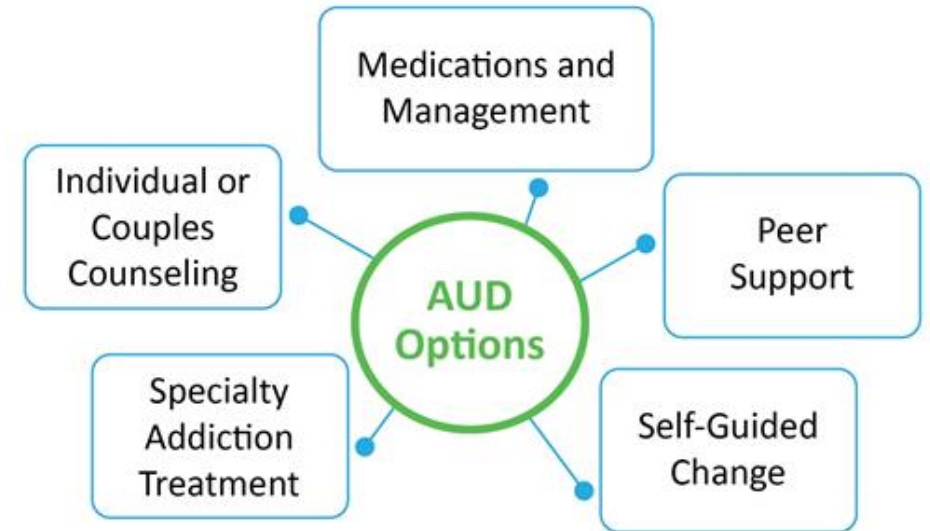 Medications and
Management
Individual or
Couples
Counseling
Peer
Support
AUD
Options
Specialty
Addiction
Treatment
Self-Guided
Change